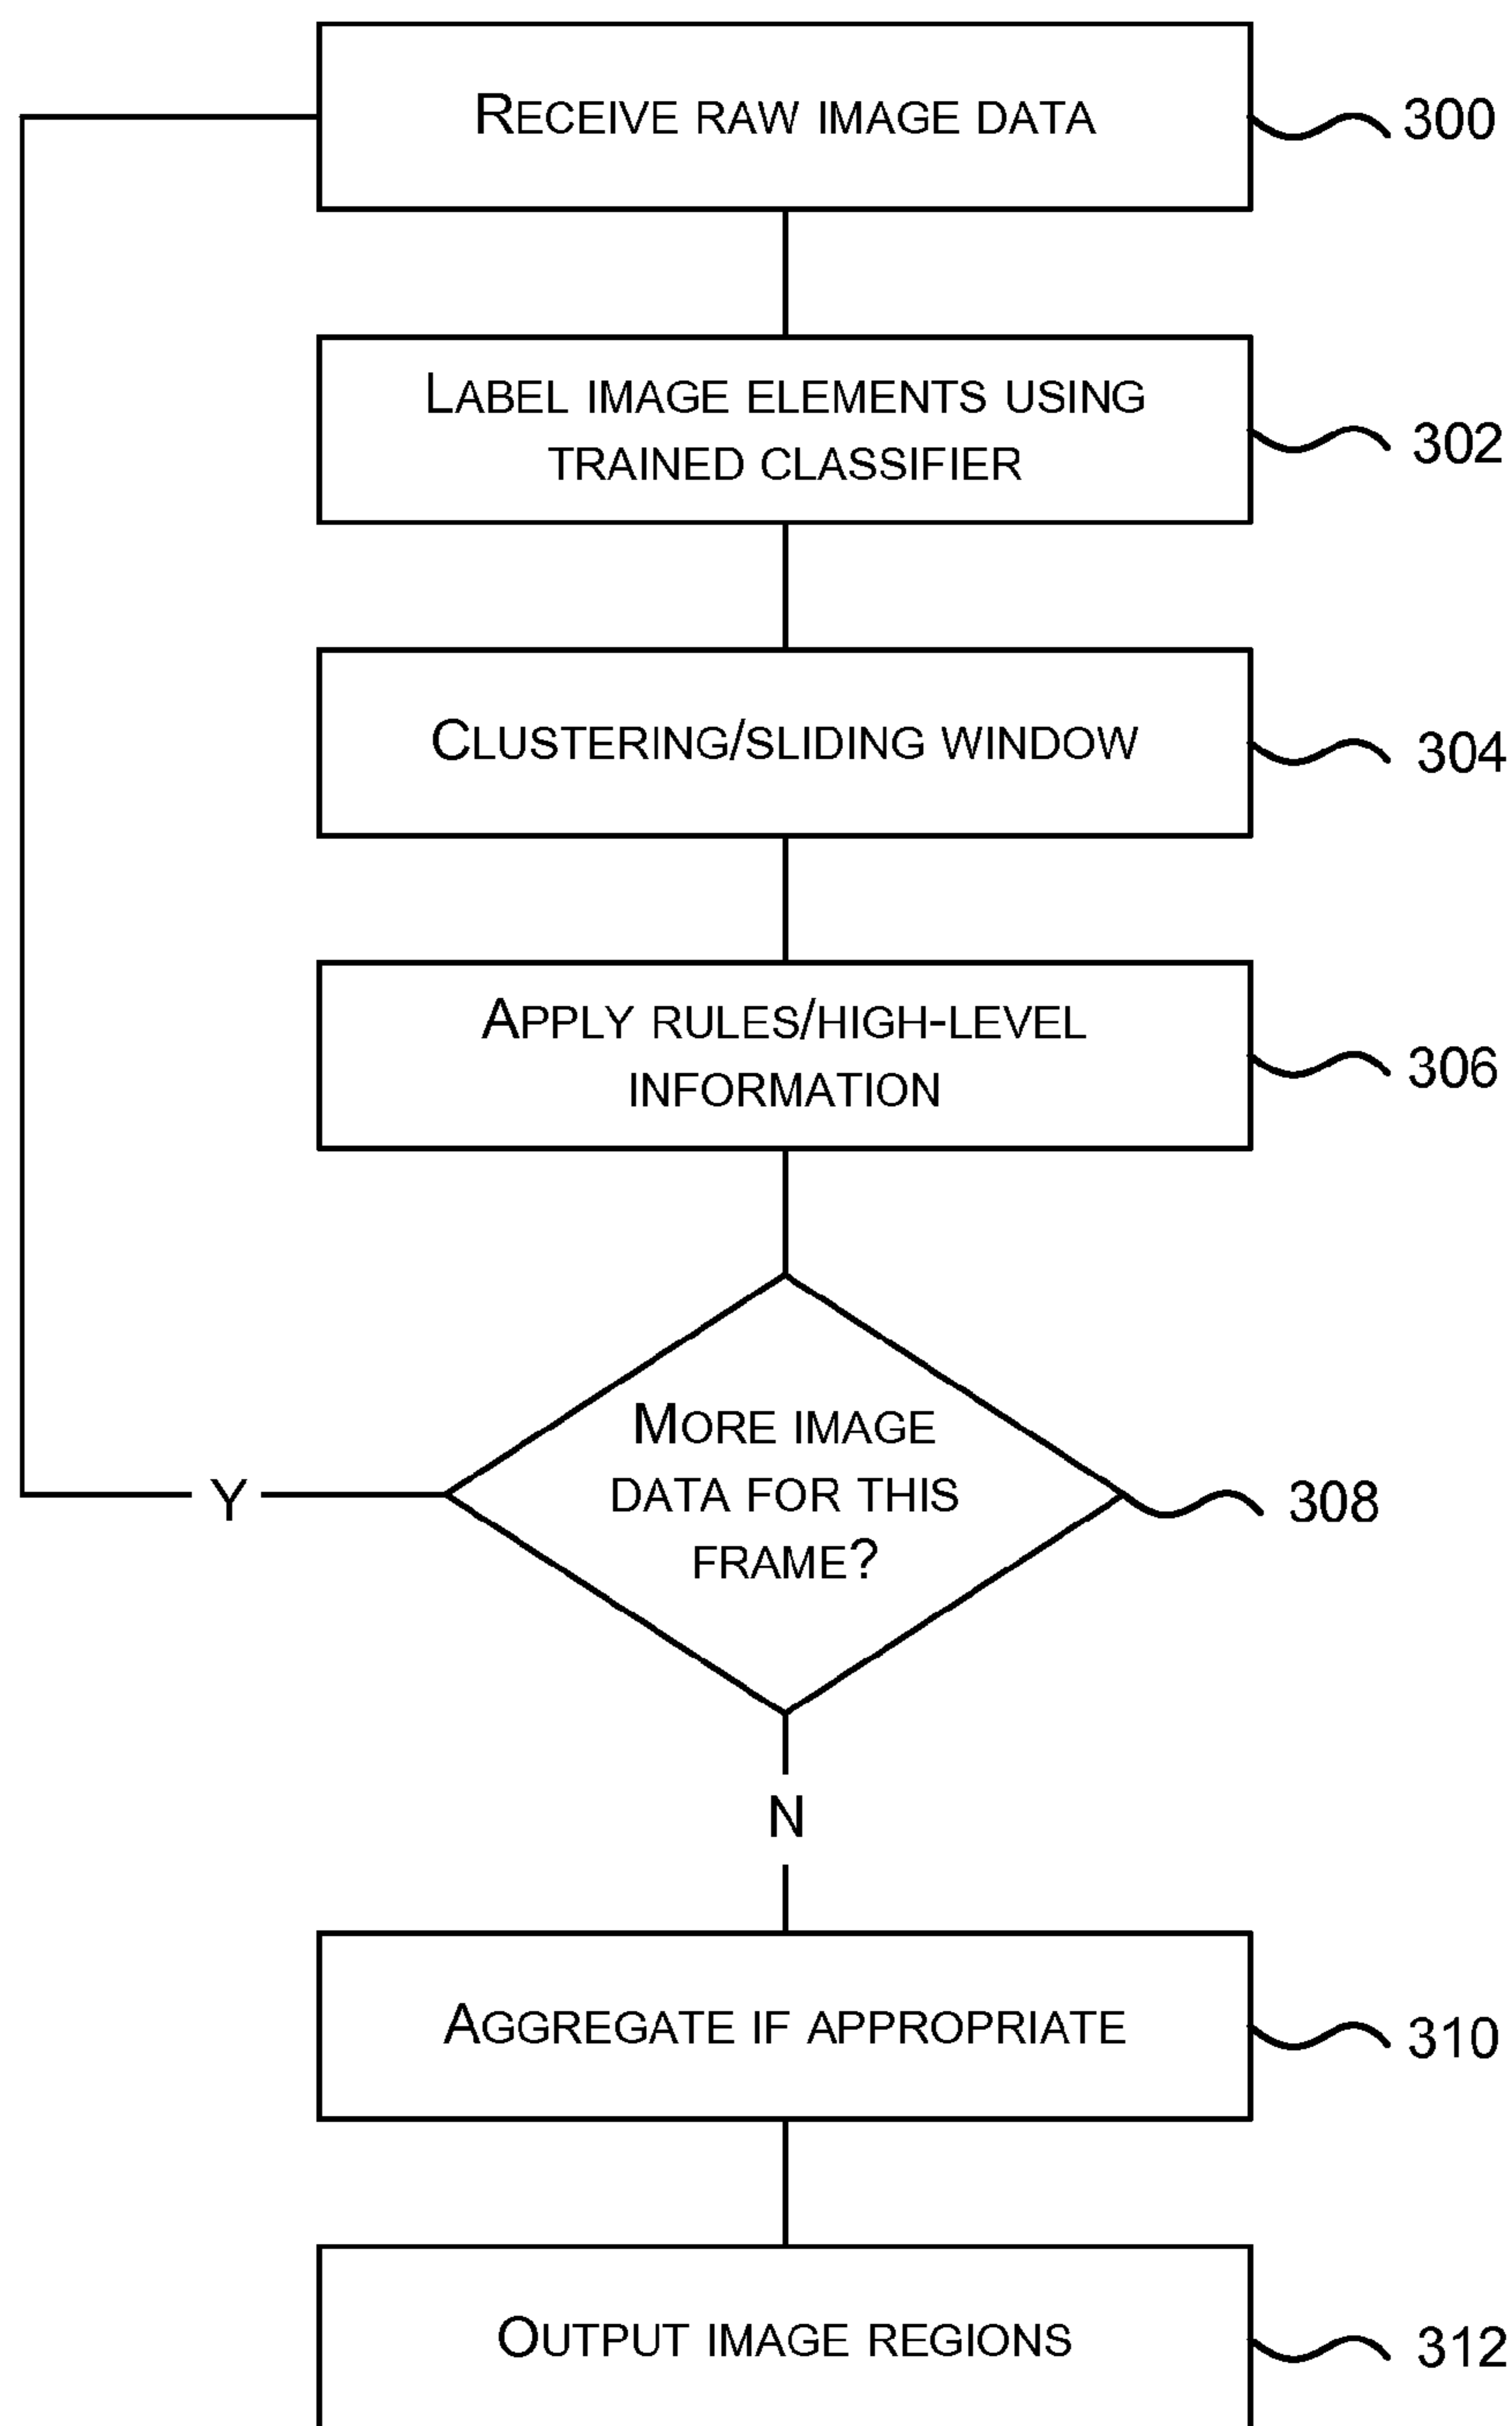 RECEIVE RAW IMAGE DATA
300
LABEL IMAGE ELEMENTS USING
TRAINED CLASSIFIER
302
CLUSTERING/SLIDING WINDOW
304
APPLY RULES/HIGH-LEVEL
INFORMATION
306
MORE IMAGE
DATA FOR THIS
FRAME?
Y
308
N
AGGREGATE IF APPROPRIATE
310
OUTPUT IMAGE REGIONS
312